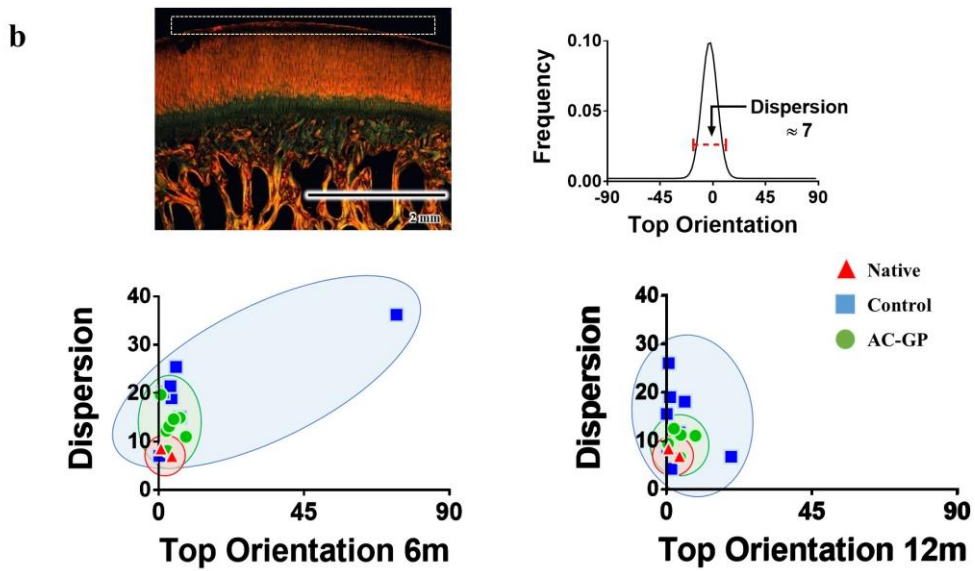 b
2 mm
0.10
0.05
0.00
Frequency
Dispersion
≈ 7
-90 -45 0 45 90
Top Orientation
Native
Control
AC-GP
40
30
20
10
0
Dispersion
0 45 90
Top Orientation 6m
40
30
20
10
0
Dispersion
0 45 90
Top Orientation 12m